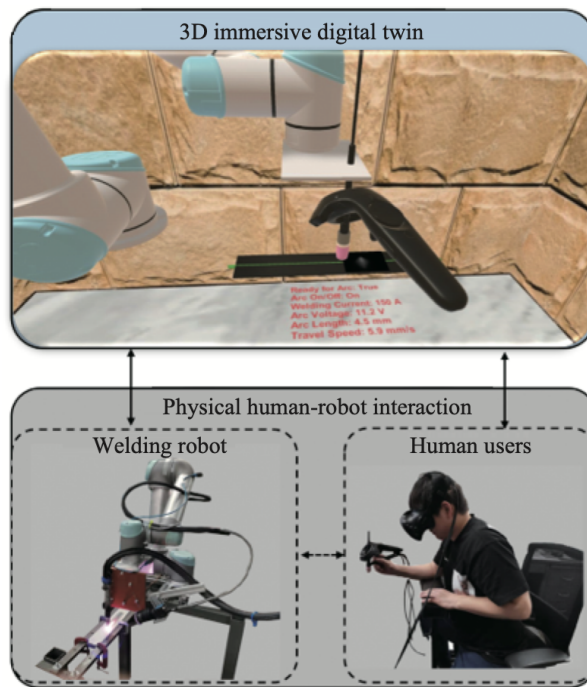 3D immersive digital twin
Ready for Arc: True
Arc On/Off: On
Welding Current: 150 A
Arc Voltage: 11.2 V
Arc Length: 4.5 mm
Travel Speed: 5.9 mm/s
Physical human-robot interaction
Welding robot
Human users